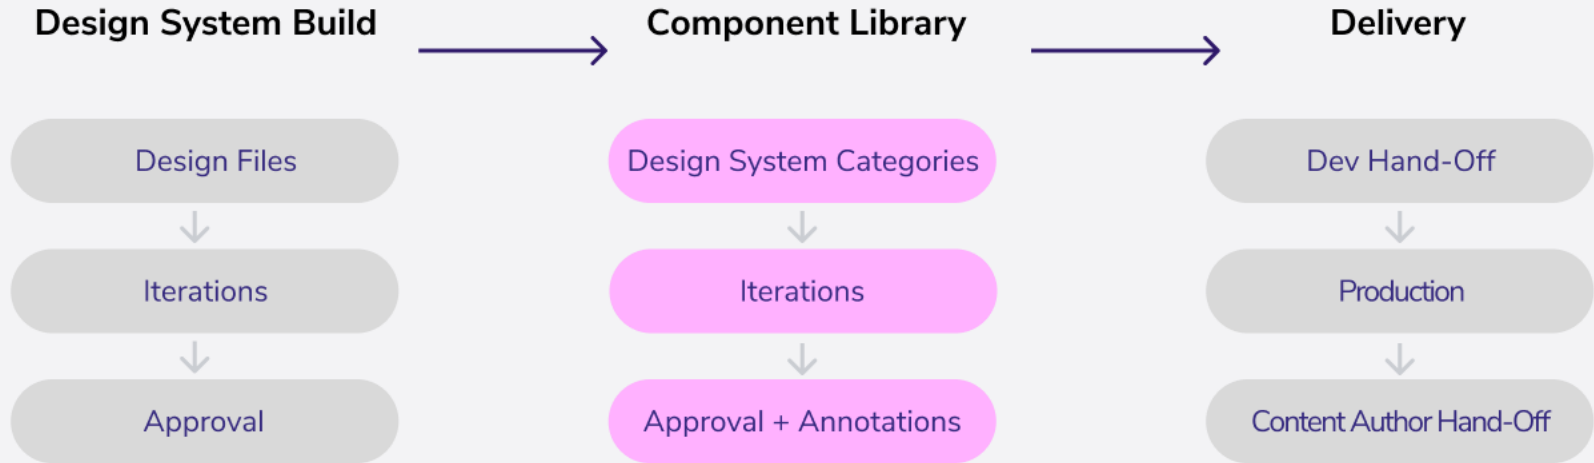 Design System Build
Component Library
Delivery
Design Files
Design System Categories
Dev Hand-Off
Iterations
Iterations
Production
Approval
Approval + Annotations
Content Author Hand-Off